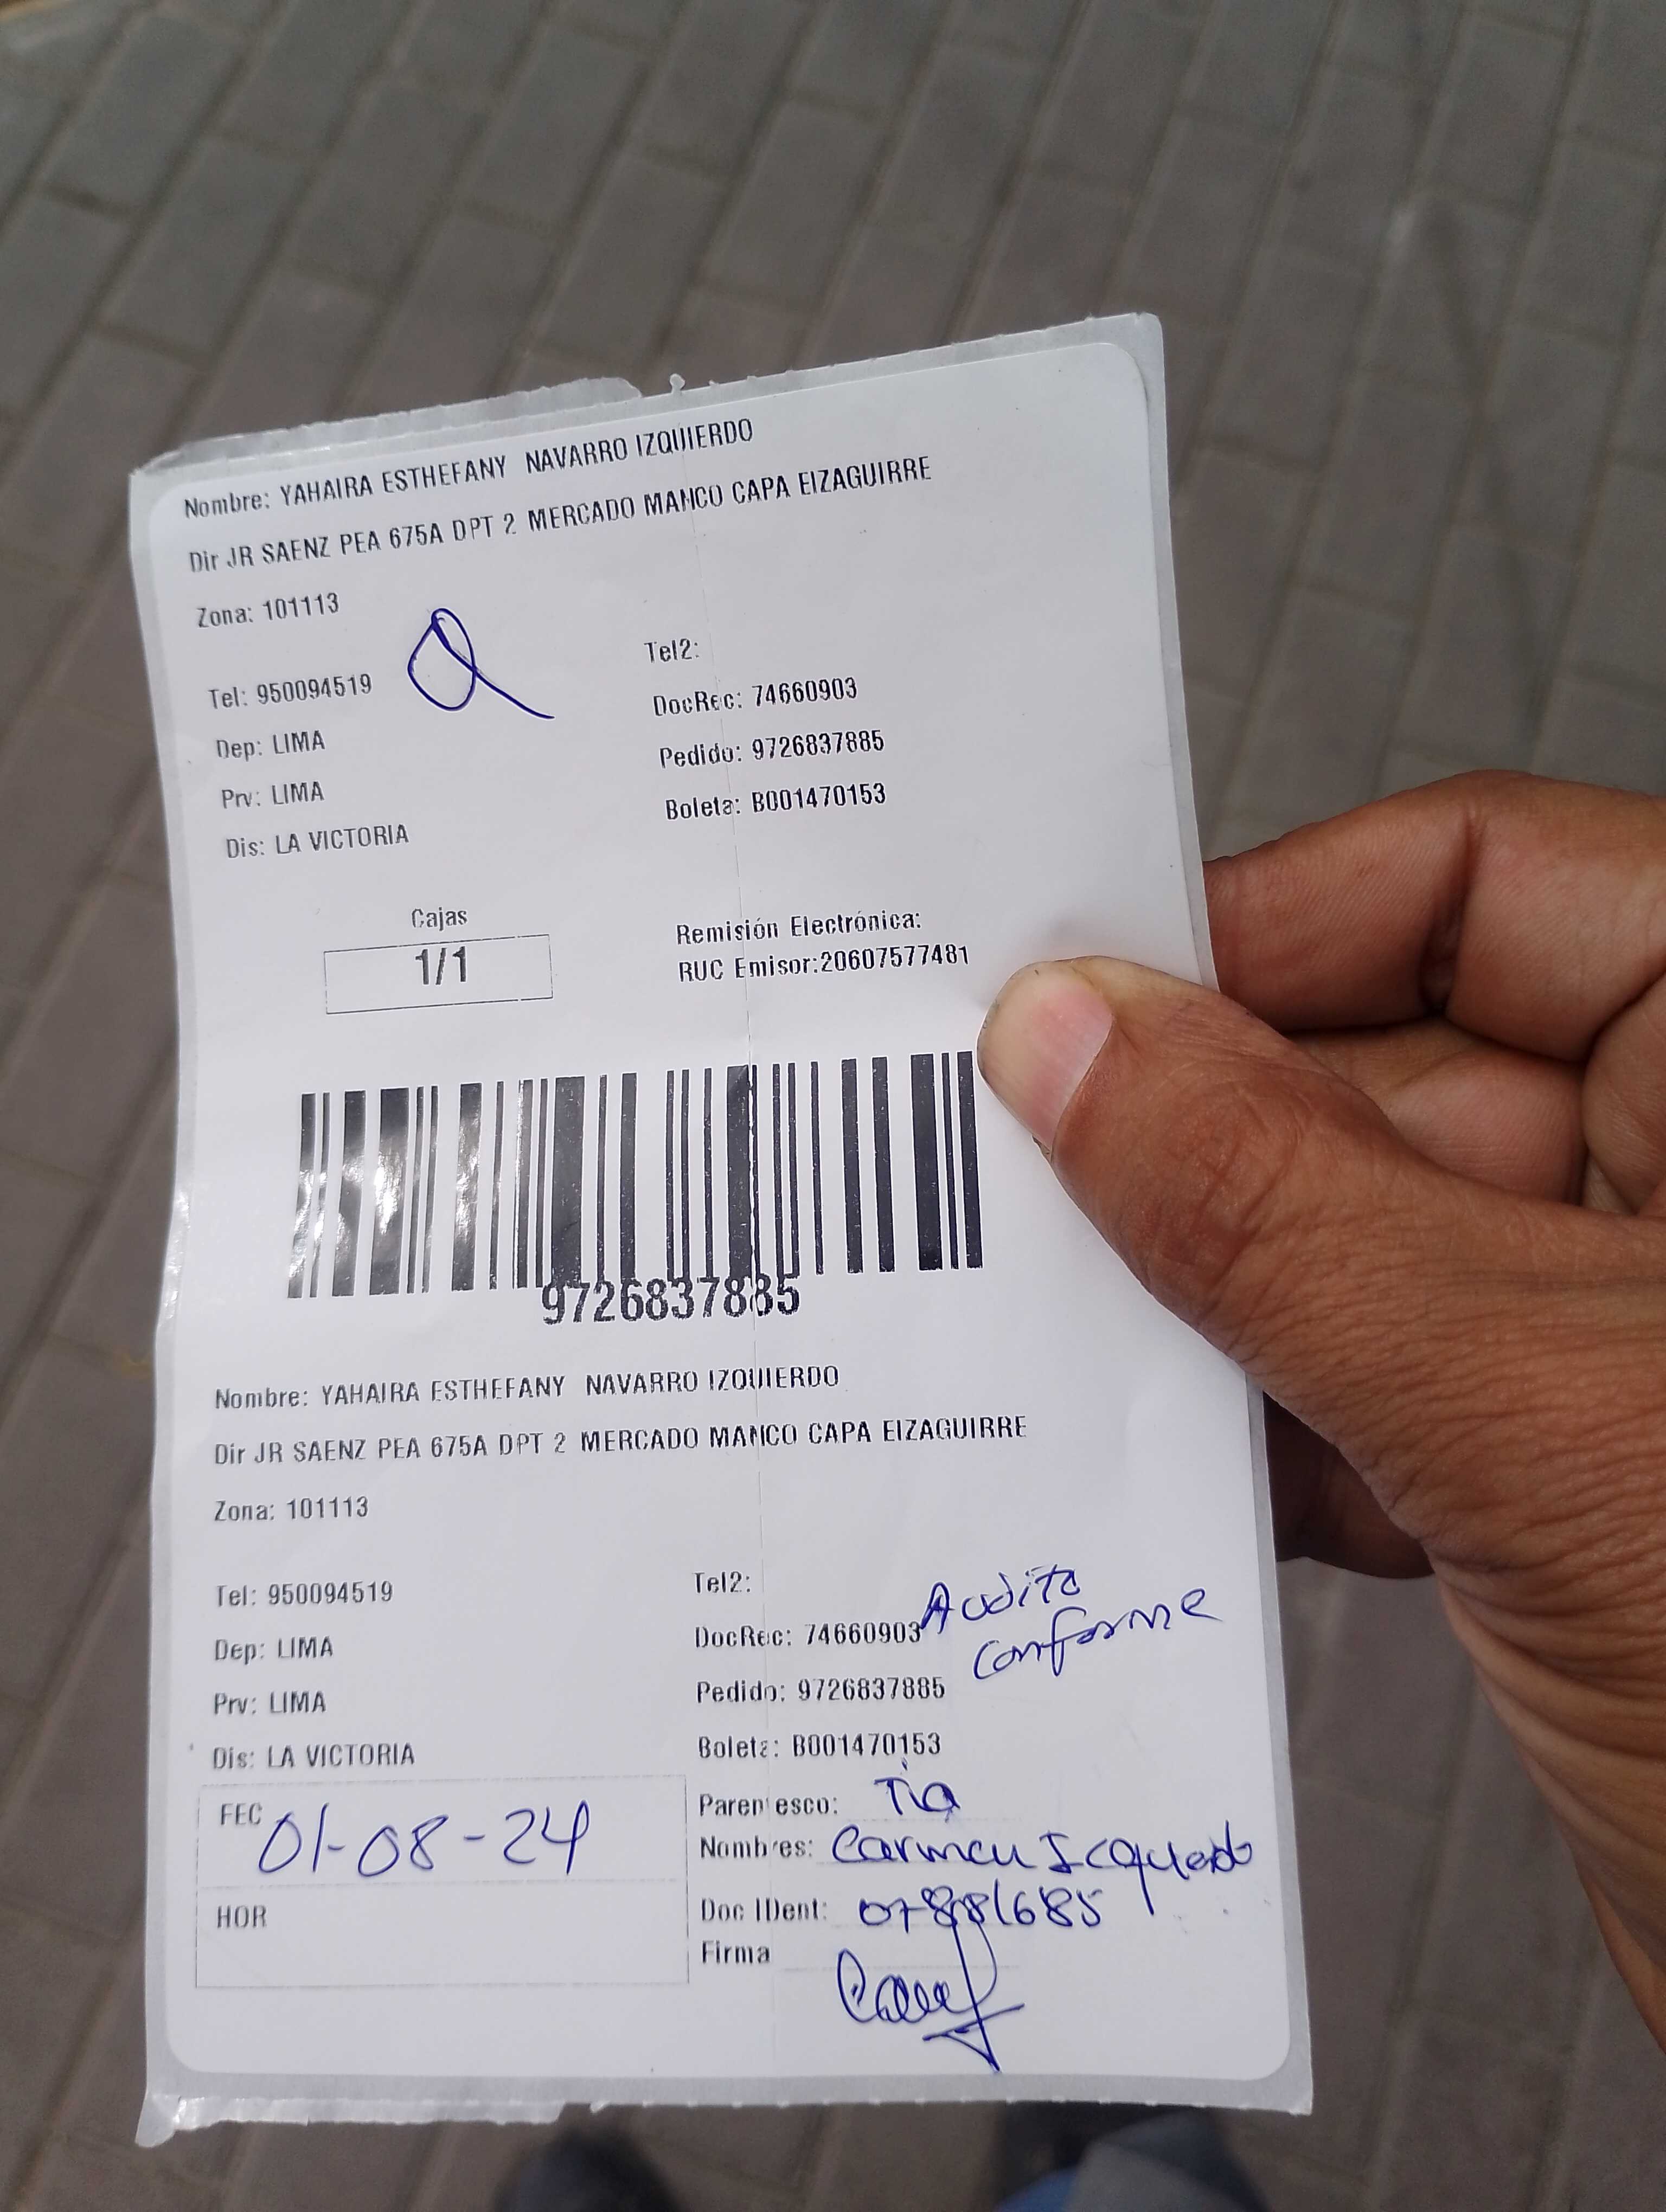 Nombre: YAHAIRA ESTHEFANY NAVARRO IZQUIERDO
Dir JR SAENZ PEA 675A DPT 2 MERCADO MANCO CAPA EIZAGUIRRE
Zona: 101113
Tel: 950094519
Dep: LIMA
Prv: LIMA
Dis: LA VICTORIA
Tel2:
DocRec: 74660903
Pedido: 9726837885
Boleta: B001470153
Cajas
1/1
Remisión Electrónica:
RUC Emisor:20607577481
9726837885
Nombre: YAHAIRA ESTHEFANY NAVARRO IZQUIERDO
Dir JR SAENZ PEA 675A DPT 2 MERCADO MANCO CAPA EIZAGUIRRE
Zona: 101113
Tel: 950094519
Dep: LIMA
Prv: LIMA
Dis: LA VICTORIA
Tel2:
DocRec: 74660903
Audito
conforme
Pedido: 9726837885
Boleta: B001470153
FEC 01-08-24
HOR
Parentesco: Tia
Nombres: Carmen
Doc IDent:
Firma